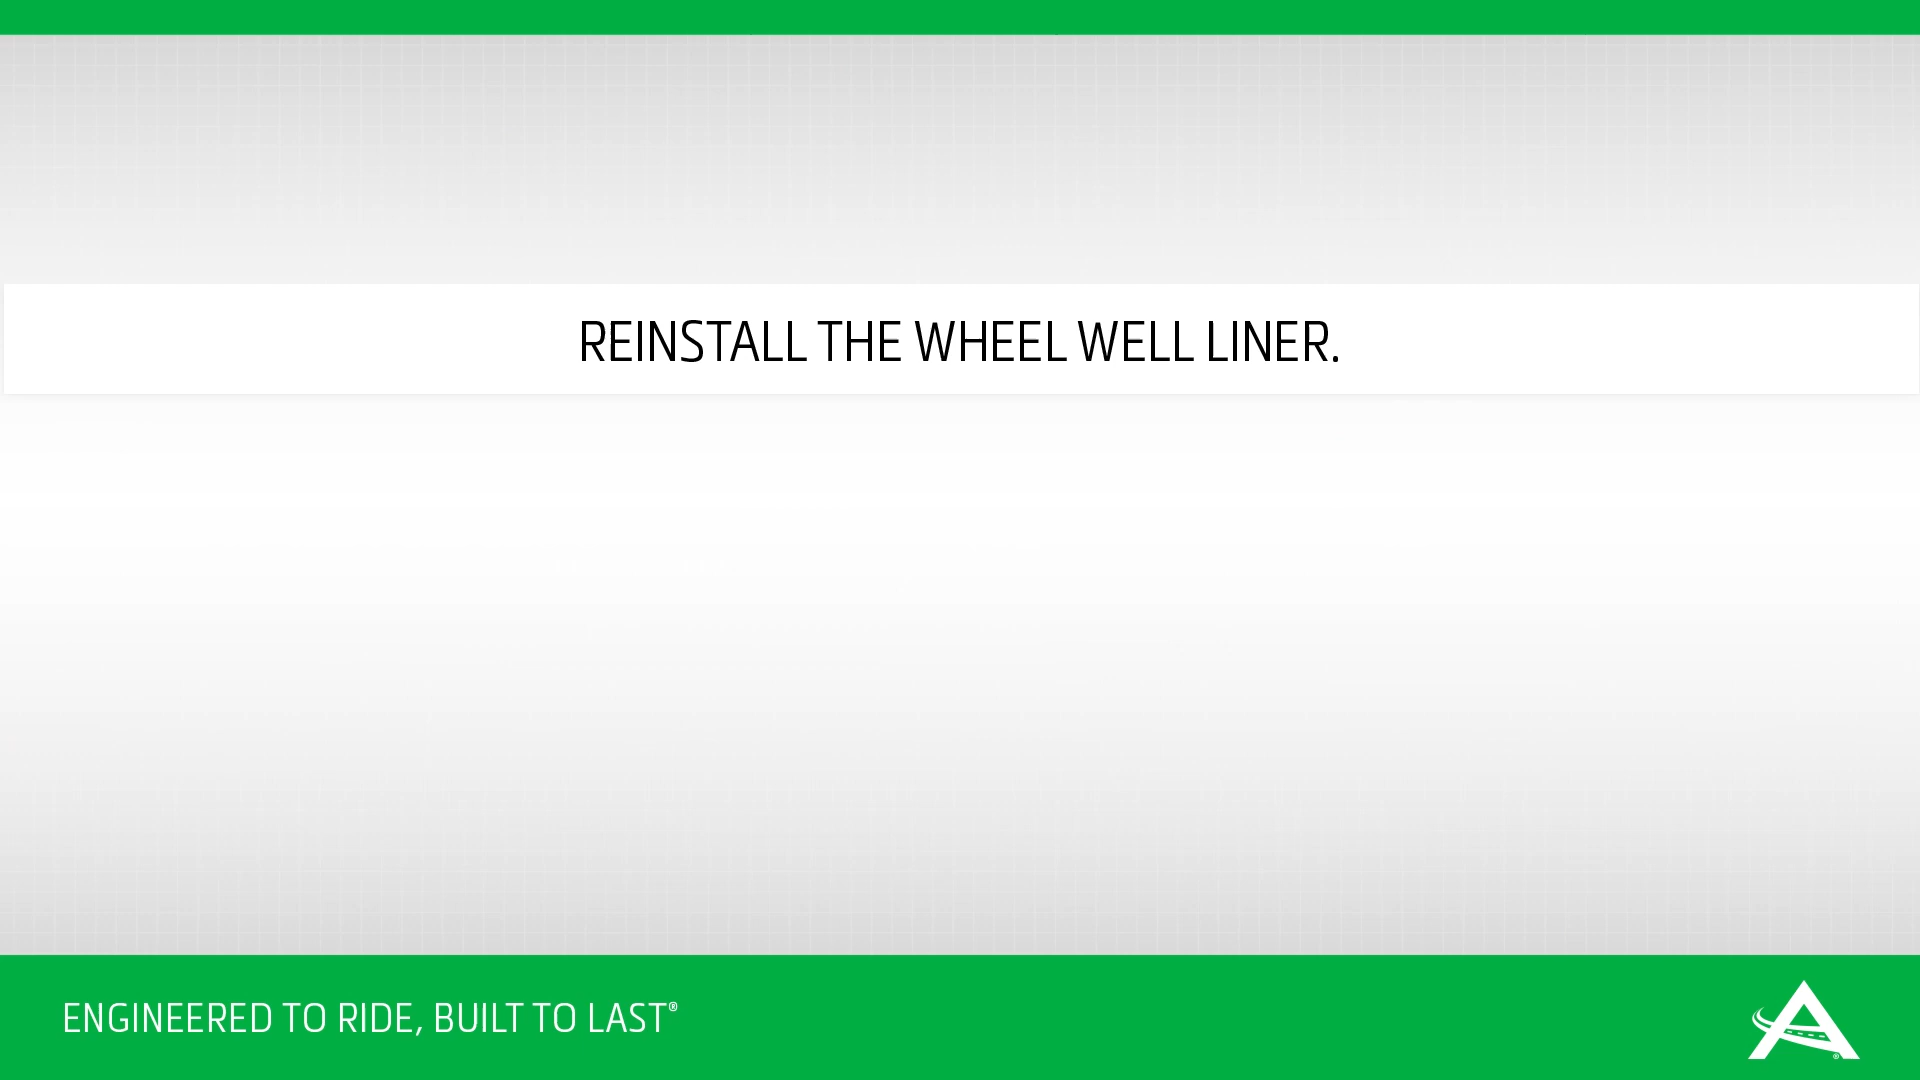 REINSTALL THE WHEEL WELL LINER.
ENGINEERED TO RIDE, BUILT TO LAST®